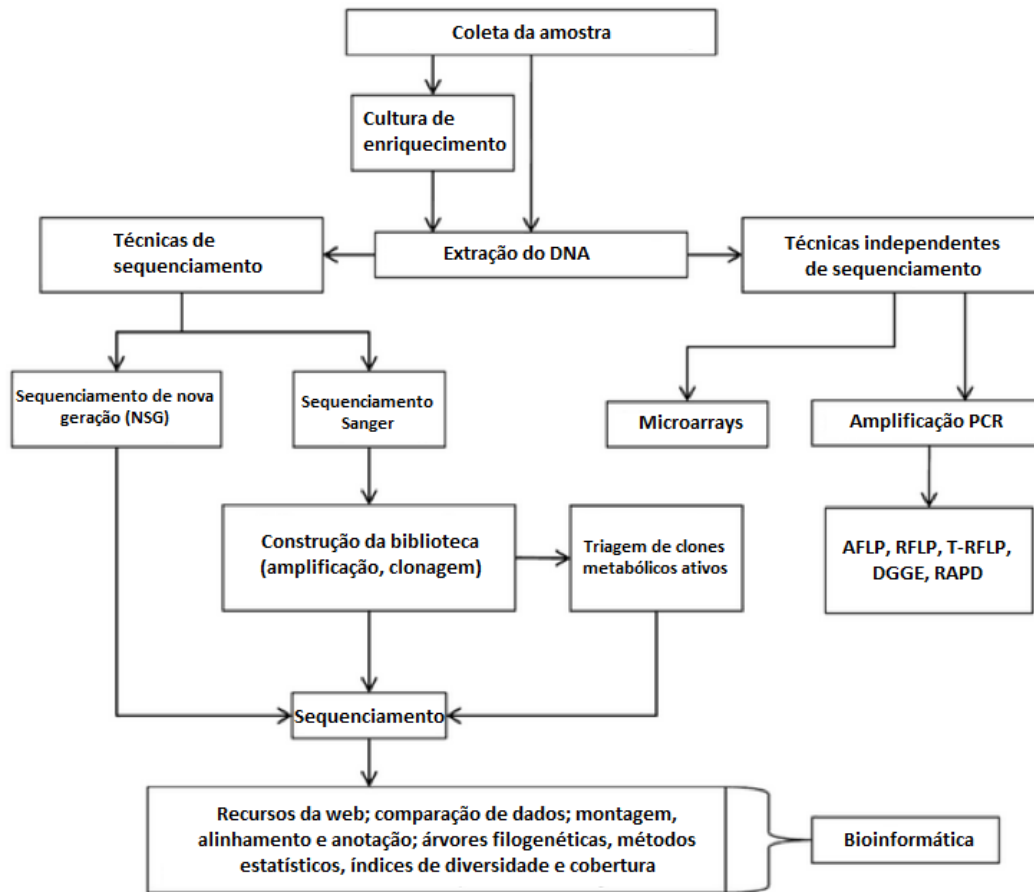 Coleta da amostra
Cultura de
enriquecimento
Técnicas de
sequenciamento
Extração do DNA
Técnicas independentes
de sequenciamento
Sequenciamento de nova
geração (NSG)
Sequenciamento
Sanger
Microarrays
Amplificação PCR
Construção da biblioteca
(amplificação, clonagem)
Triagem de clones
metabólicos ativos
AFLP, RFLP, T-RFLP,
DGGE, RAPD
Sequenciamento
Recursos da web; comparação de dados; montagem,
alinhamento e anotação; árvores filogenéticas, métodos
estatísticos, índices de diversidade e cobertura
Bioinformática